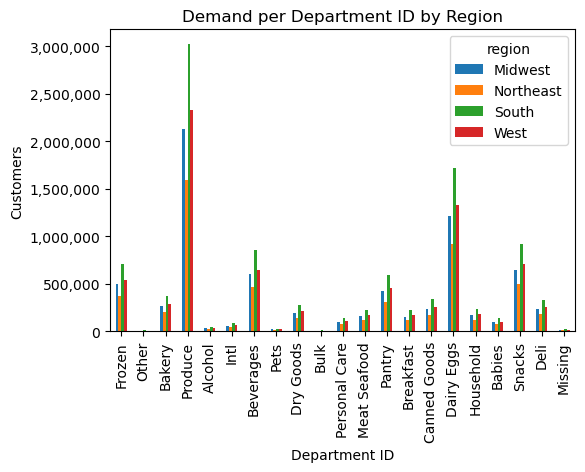 Demand per Department ID by Region
region
Midwest
Northeast
South
West
Customers
3,000,000
2,500,000
2,000,000
1,500,000
1,000,000
500,000
0
Frozen
Other
Bakery
Produce
Alcohol
Intl
Beverages
Pets
Dry Goods
Bulk
Personal Care
Meat Seafood
Pantry
Breakfast
Canned Goods
Dairy Eggs
Household
Babies
Snacks
Deli
Missing
Department ID